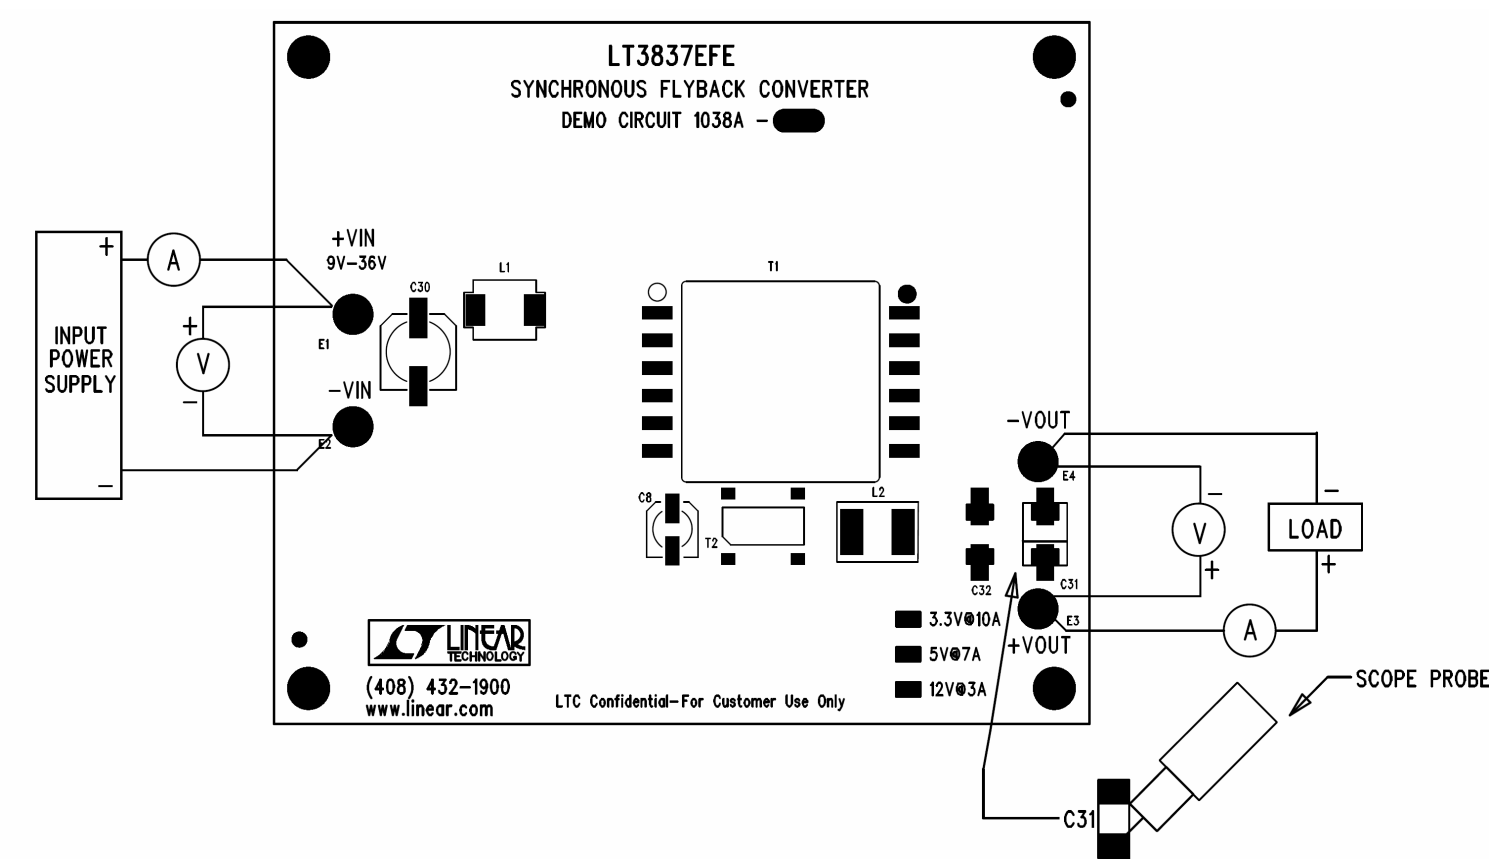 LT3837EFE
SYNCHRONOUS FLYBACK CONVERTER
DEMO CIRCUIT 1038A -
+VIN
9V-36V
+
A
INPUT
POWER
SUPPLY
-
+
V
-
E1
-VIN
E2
C30
L1
T1
C8
T2
L2
-VOUT
E4
C32
C31
E3
+VOUT
-
V
+
-
LOAD
+
A
3.3V@10A
5V@7A
12V@3A
LINEAR
TECHNOLOGY
(408) 432-1900
www.linear.com
LTC Confidential-For Customer Use Only
SCOPE PROBE
C31